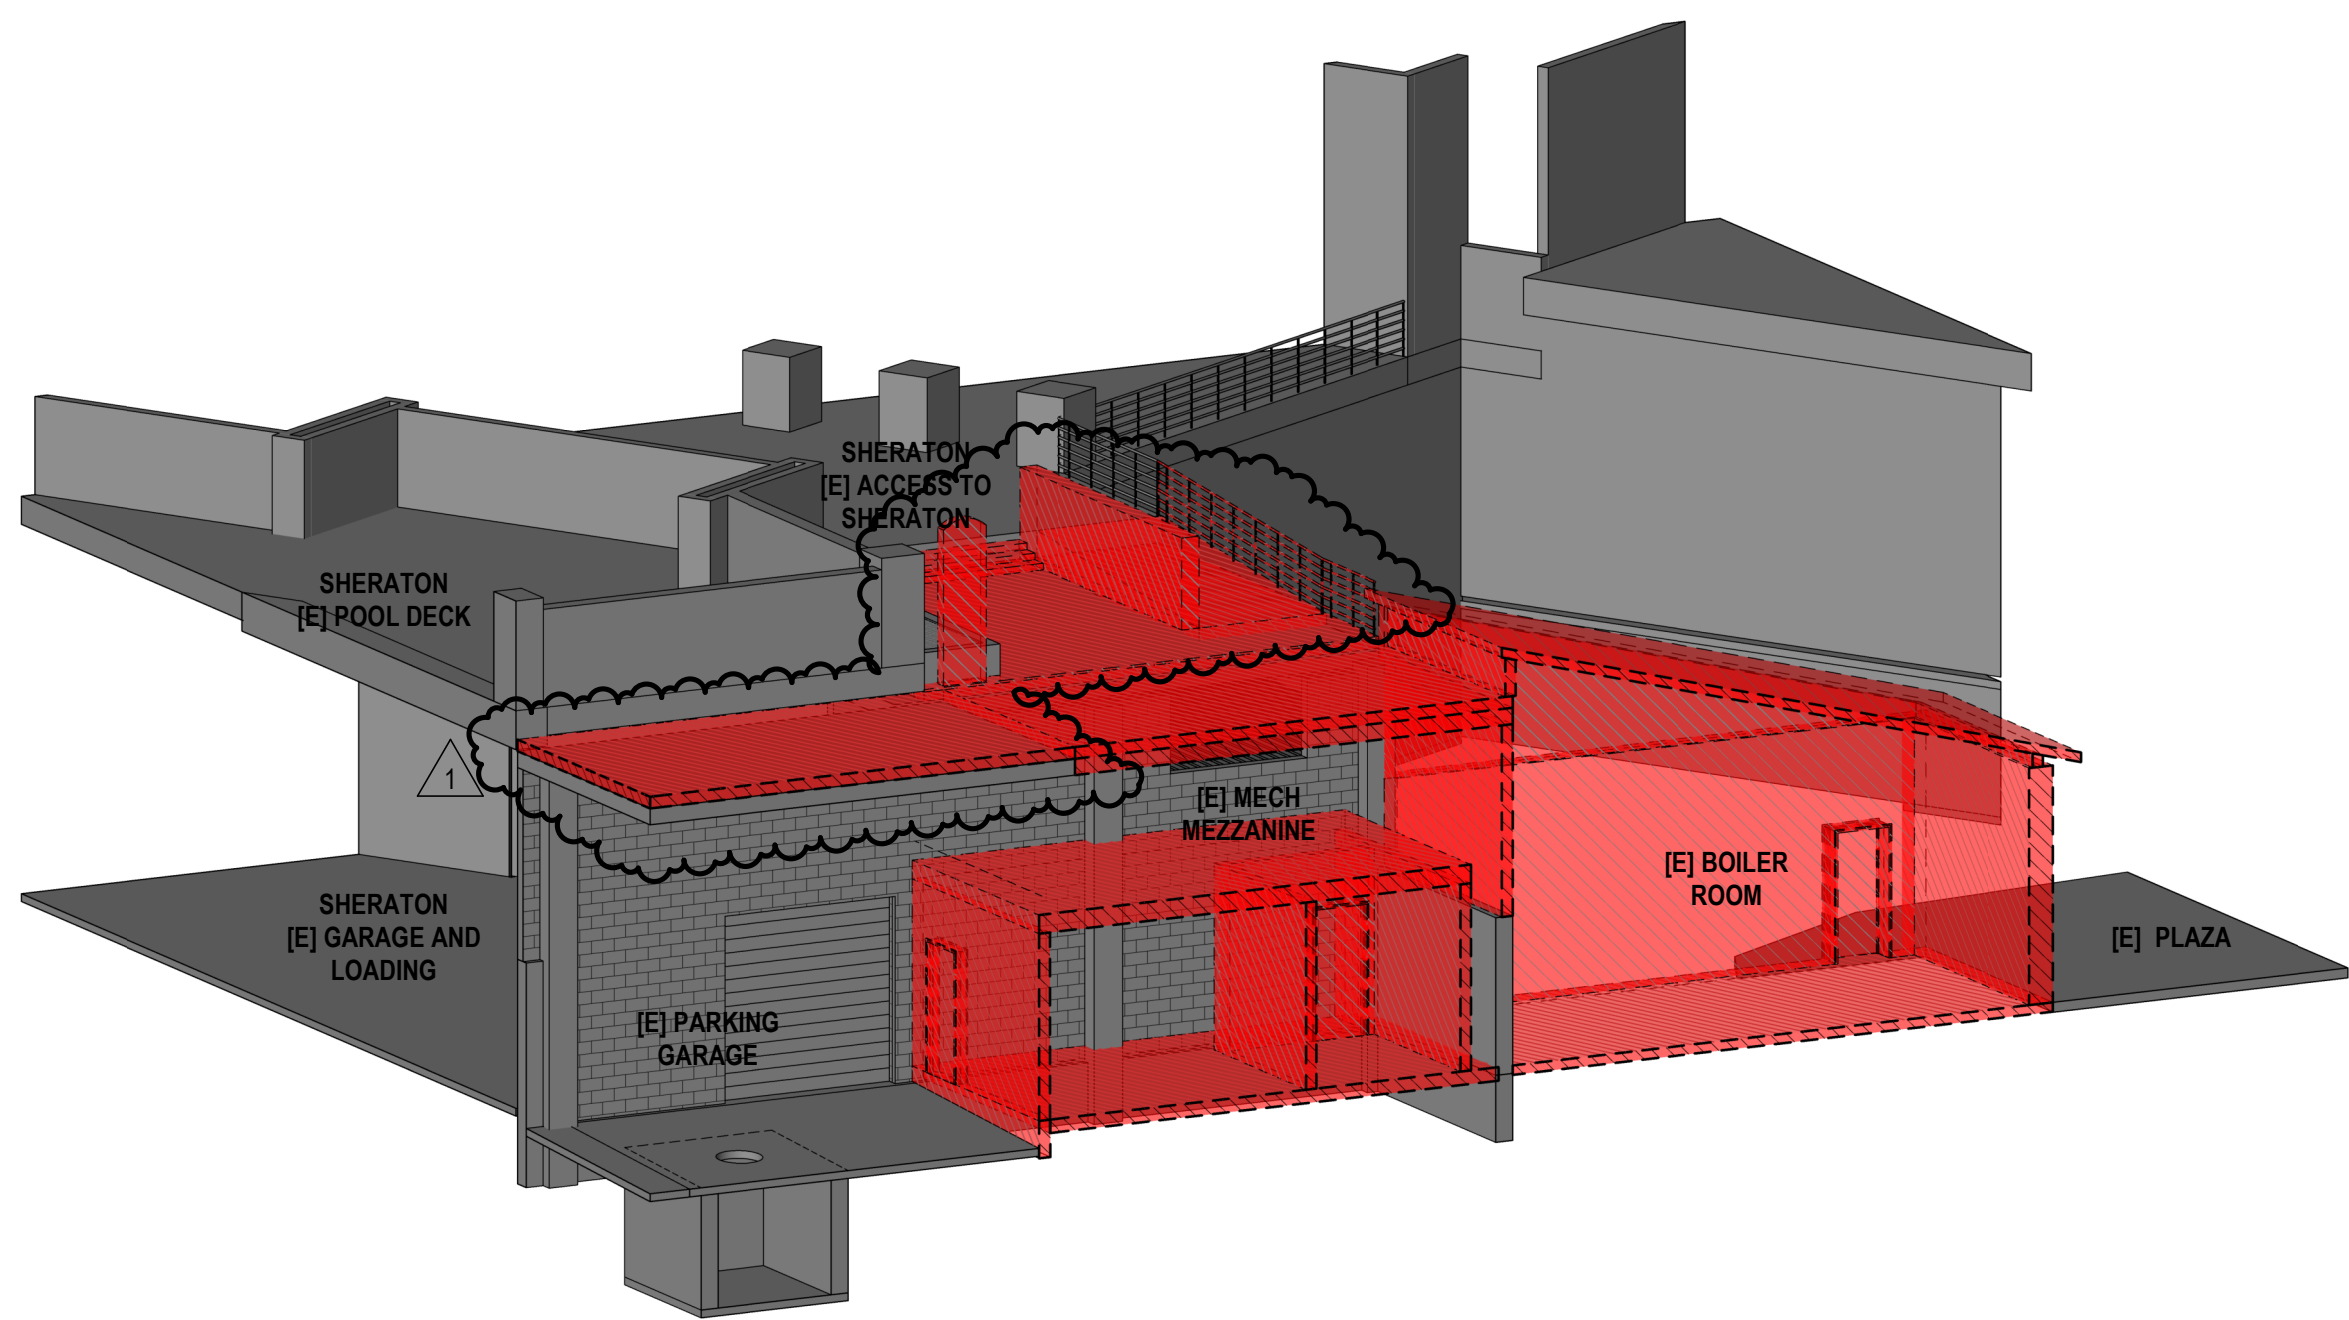 SHERATON
[E] ACCESS TO
SHERATON
SHERATON
[E] POOL DECK
1
[E] MECH
MEZZANINE
[E] BOILER
ROOM
SHERATON
[E] GARAGE AND
LOADING
[E] PLAZA
[E] PARKING
GARAGE